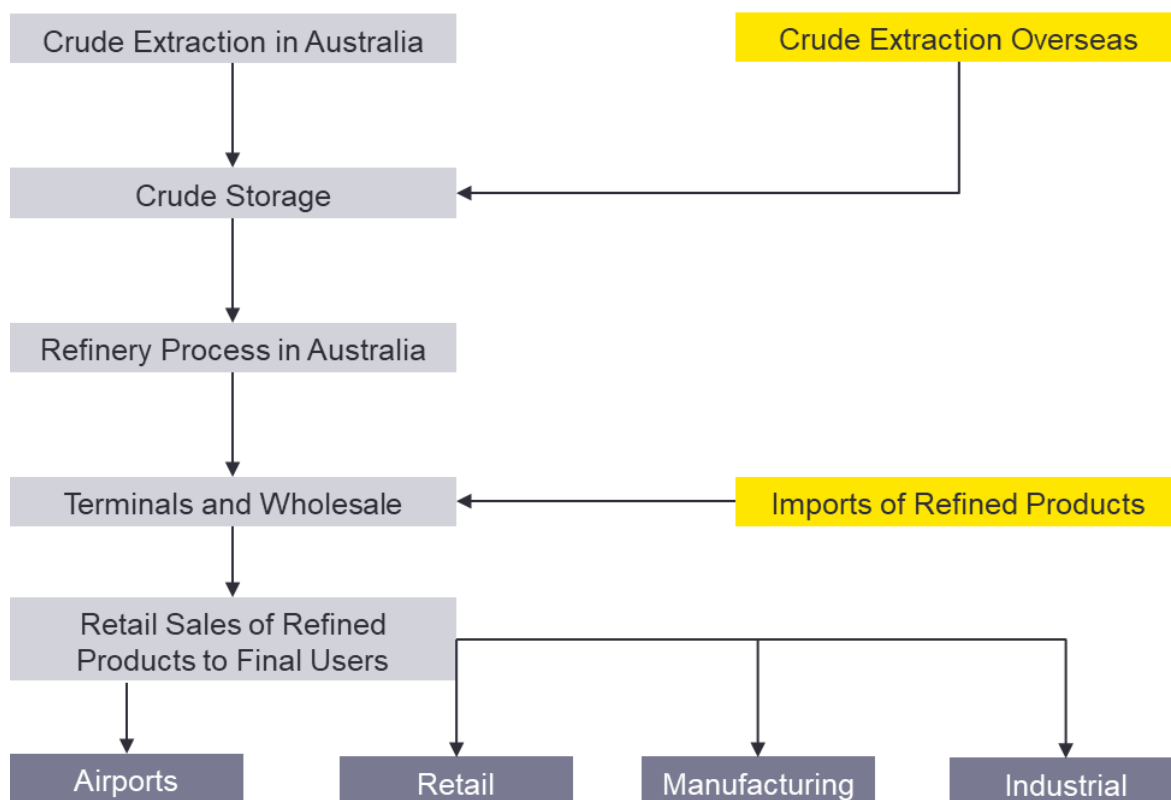 Crude Extraction in Australia
Crude Extraction Overseas
Crude Storage
Refinery Process in Australia
Terminals and Wholesale
Imports of Refined Products
Retail Sales of Refined
Products to Final Users
Airports
Retail
Manufacturing
Industrial